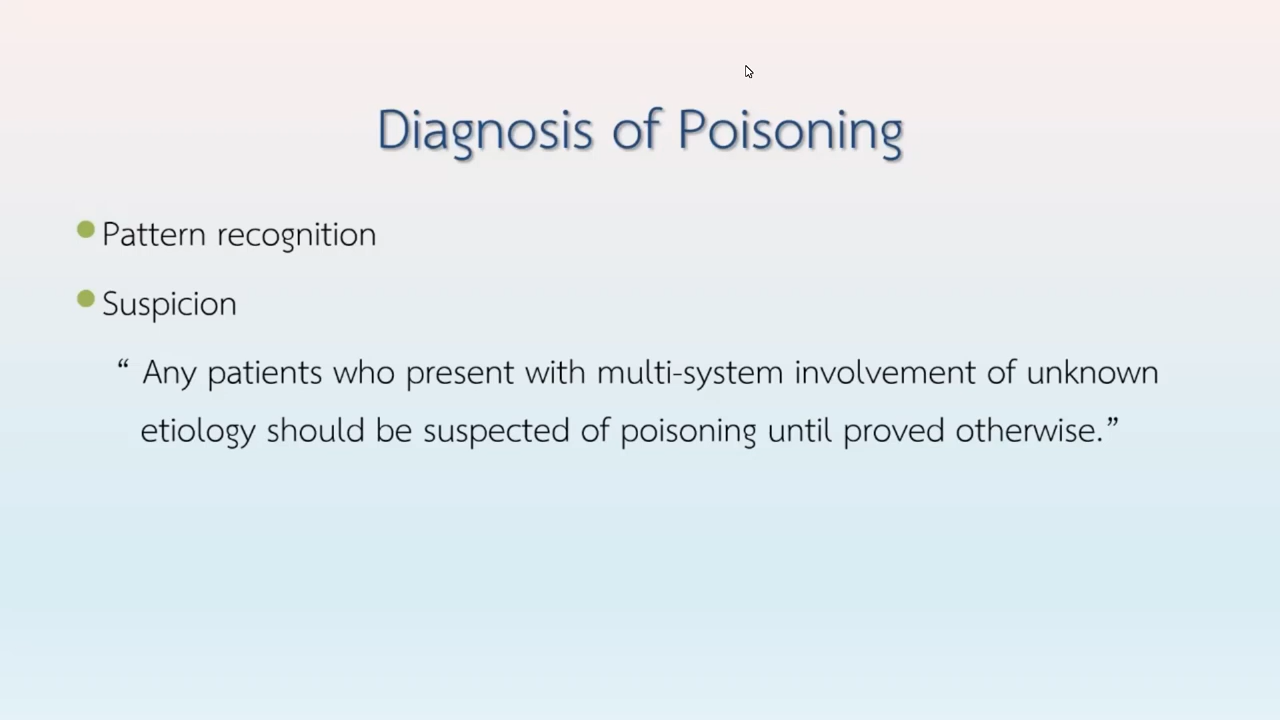 Diagnosis of Poisoning
Pattern recognition
Suspicion
“ Any patients who present with multi-system involvement of unknown
etiology should be suspected of poisoning until proved otherwise.”